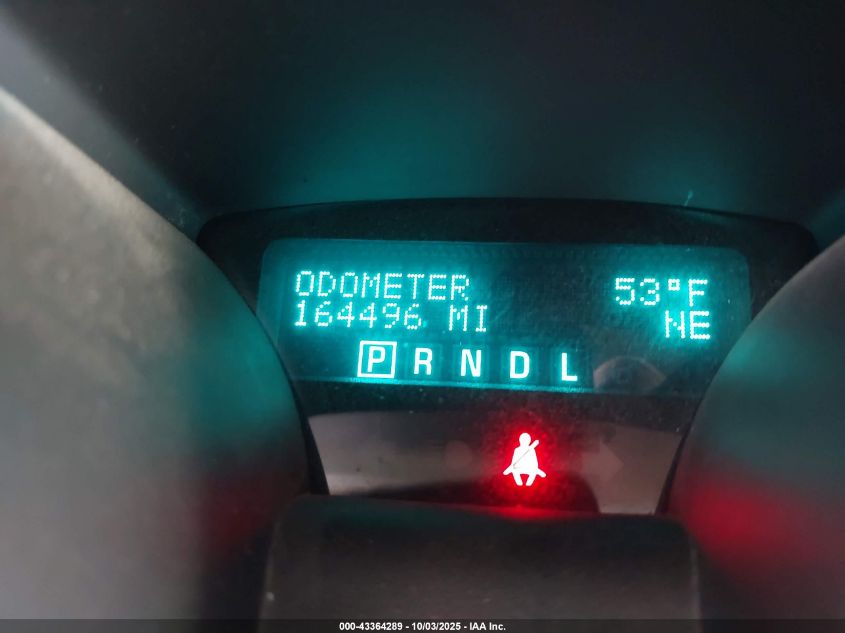 ODOMETER 53°F
164496 MI NE
P R N D L
000-43364289 - 10/03/2025 - IAA Inc.